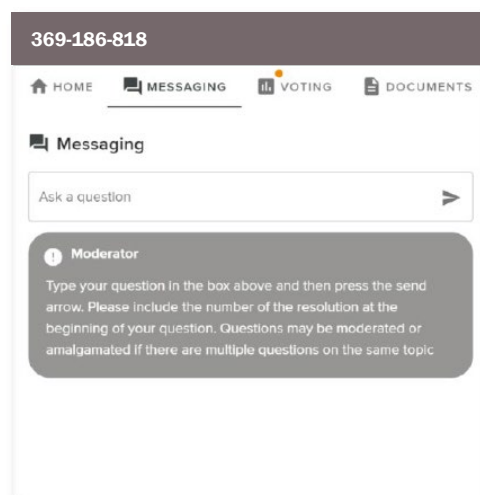 369-186-818
HOME MESSAGING VOTING DOCUMENTS
Messaging
Ask a question
Moderator
Type your question in the box above and then press the send
arrow. Please include the number of the resolution at the
beginning of your question. Questions may be moderated or
amalgamated if there are multiple questions on the same topic